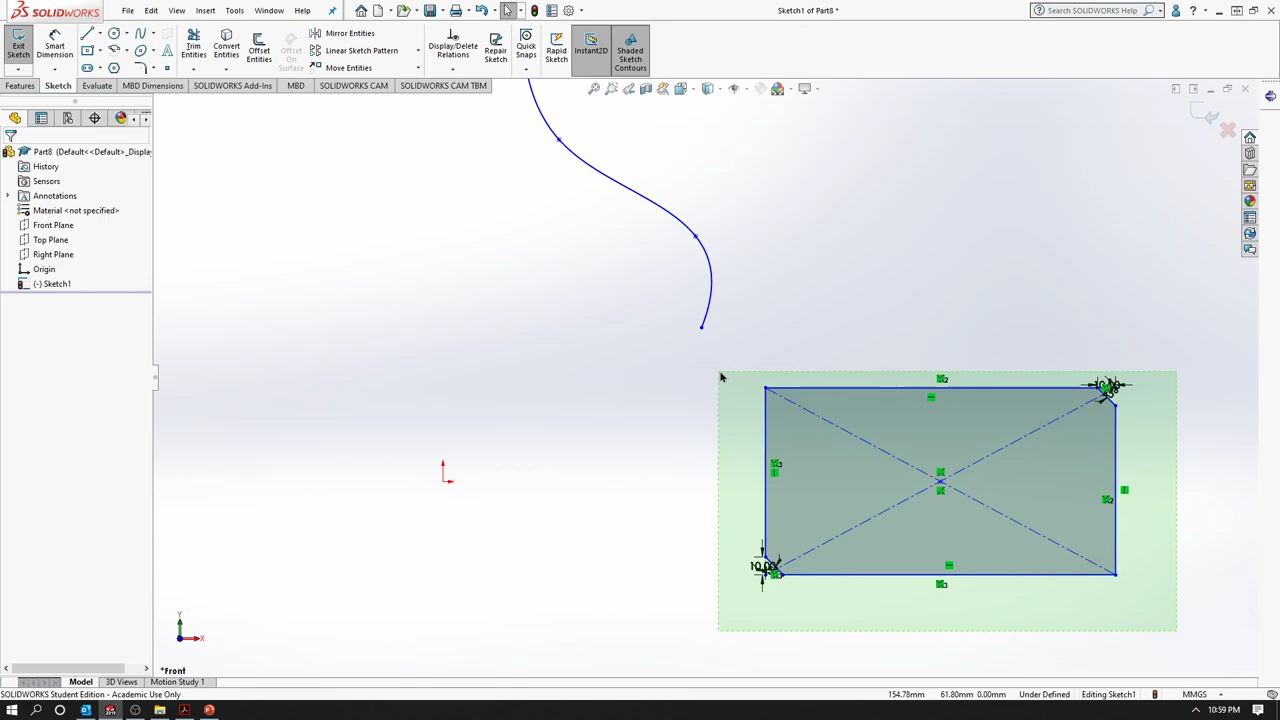 SOLIDWORKS
File Edit View Insert Tools Window Help
Sketch1 of Part8 *
Search SOLIDWORKS Help
Exit Sketch
Smart Dimension
Trim Entities
Convert Entities
Offset Entities
Offset On Surface
Mirror Entities
Linear Sketch Pattern
Move Entities
Display/Delete Relations
Repair Sketch
Quick Snaps
Rapid Sketch
Instant2D
Shaded Sketch Contours
Features Sketch Evaluate MBD Dimensions SOLIDWORKS Add-Ins MBD SOLIDWORKS CAM SOLIDWORKS CAM TBM
Part8 (Default<<Default>_Display
History
Sensors
Annotations
Material <not specified>
Front Plane
Top Plane
Right Plane
Origin
(-) Sketch1
Y
X
*Front
Model 3D Views Motion Study 1
SOLIDWORKS Student Edition - Academic Use Only
154.78mm 61.80mm 0.00mm Under Defined Editing Sketch1 MMGS
10:59 PM